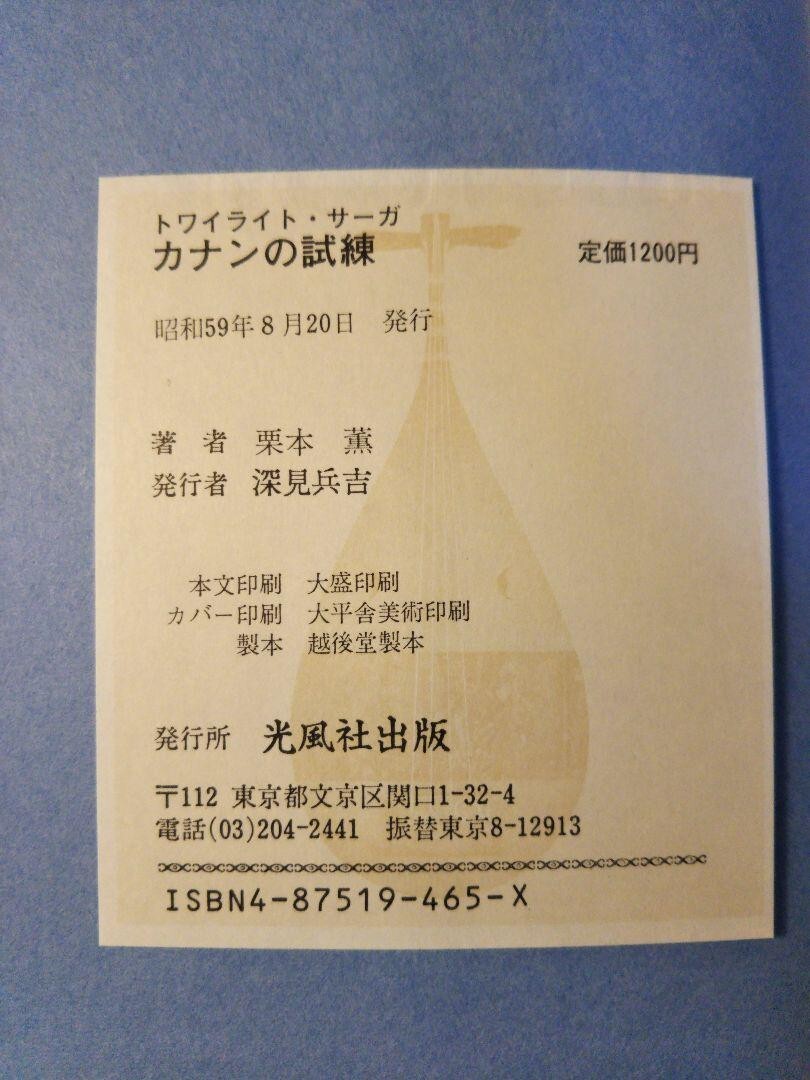 トワイライト・サーガ
カナンの試練 定価1200円
昭和59年8月20日 発行
著 者 栗本 薫
発行者 深見兵吉
本文印刷 大盛印刷
カバー印刷 大平舎美術印刷
製本 越後堂製本
発行所 光風社出版
〒112 東京都文京区関口1-32-4
電話(03)204-2441 振替東京8-12913
ISBN4-87519-465-X